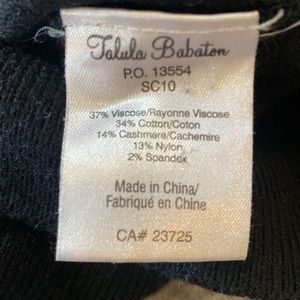 Talula Babaton
P.O. 13554
SC10
37% Viscose/Rayonne Viscose
34% Cotton/Coton
14% Cashmere/Cachemire
13% Nylon
2% Spandex
Made in China/
Fabriqué en Chine
CA# 23725